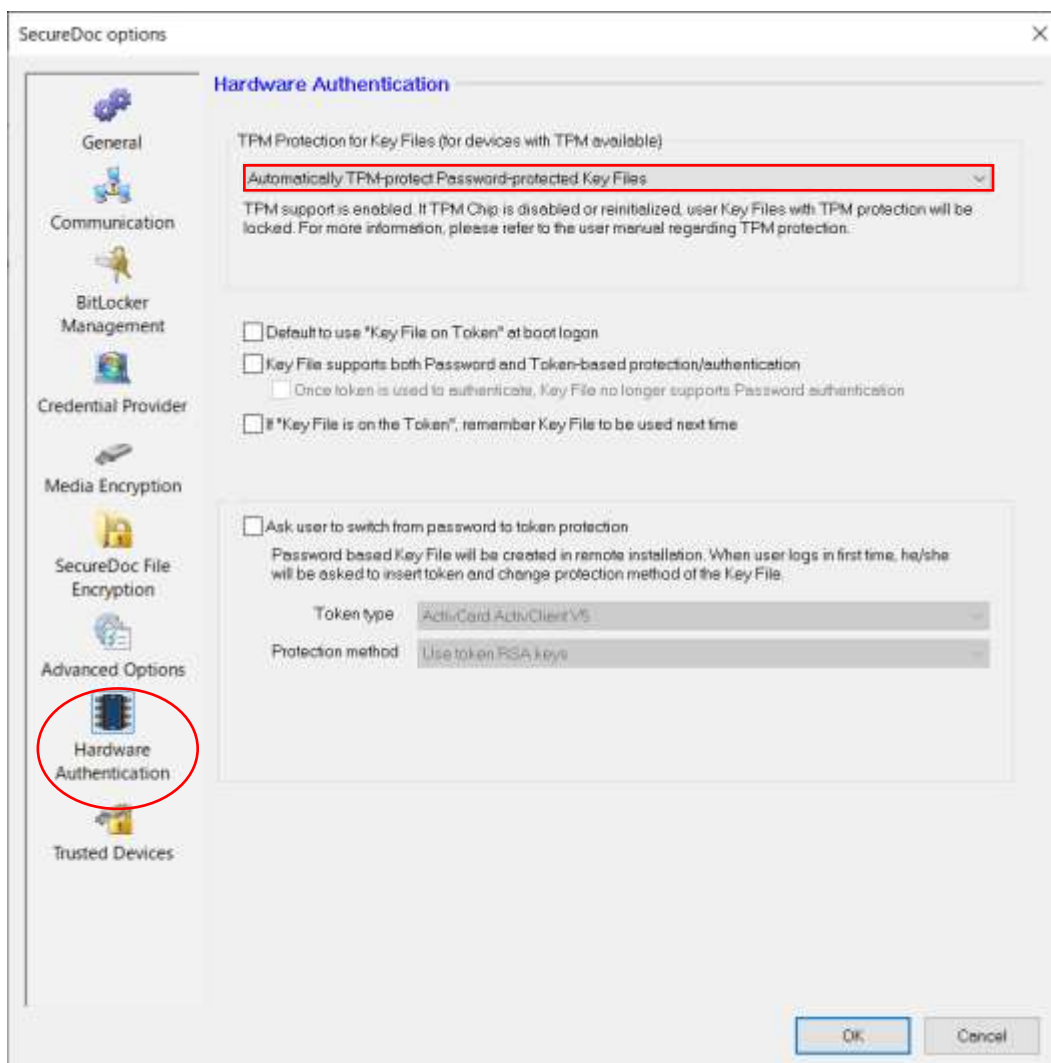 SecureDoc options
General
Communication
BitLocker
Management
Credential Provider
Media Encryption
SecureDoc File
Encryption
Advanced Options
Hardware
Authentication
Trusted Devices
Hardware Authentication
TPM Protection for Key Files (for devices with TPM available)
Automatically TPM-protect Password-protected Key Files
TPM support is enabled. If TPM Chip is disabled or reinitialized, user Key Files with TPM protection will be
locked. For more information, please refer to the user manual regarding TPM protection.
Default to use "Key File on Token" at boot logon
Key File supports both Password and Token-based protection/authentication
Once token is used to authenticate, Key File no longer supports Password authentication
If "Key File is on the Token", remember Key File to be used next time
Ask user to switch from password to token protection
Password based Key File will be created in remote installation. When user logs in first time, he/she
will be asked to insert token and change protection method of the Key File.
Token type ActivCard ActivClient V5
Protection method Use token RSA keys
OK Cancel